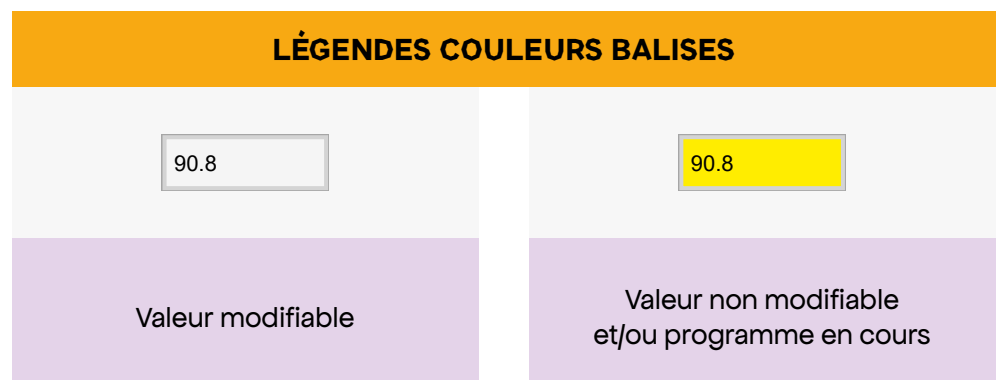 LÉGENDES COULEURS BALISES
90.8
90.8
Valeur modifiable
Valeur non modifiable
et/ou programme en cours